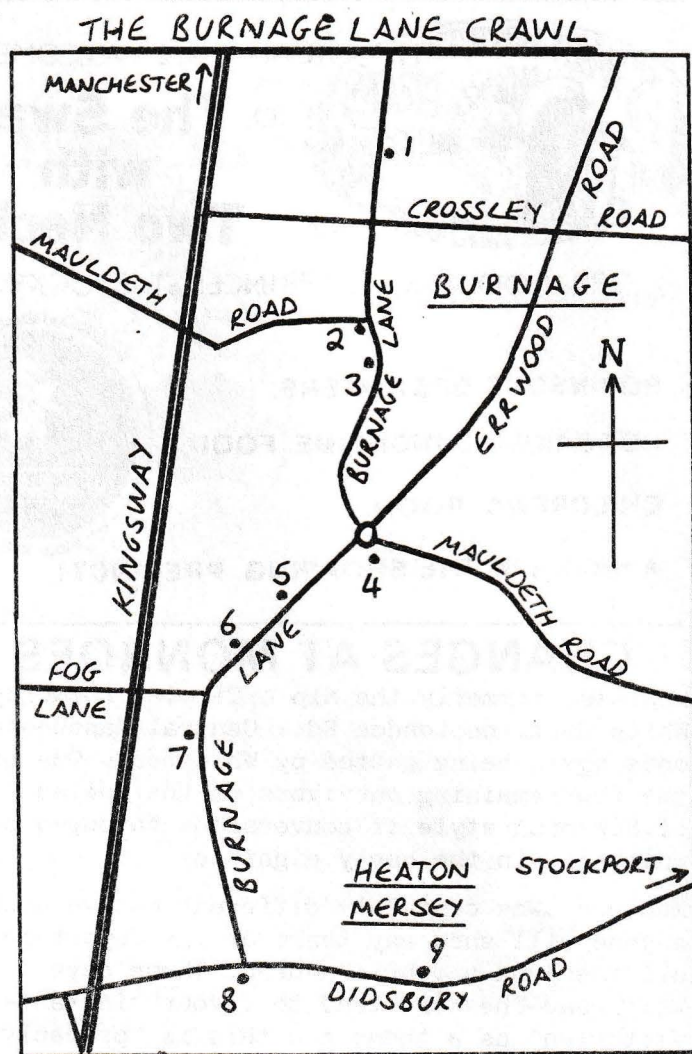 THE BURNAGE LANE CRAWL
MANCHESTER
1
ROAD
CROSSLEY ROAD
MAULDETH ROAD
BURNAGE
2
3
BURNAGE LANE
ERRWOOD
N
KINGSWAY
4
MAULDETH ROAD
5
6
LANE
FOG
LANE
7
BURNAGE
HEATON
MERSEY
STOCKPORT
9
8
DIDSBURY ROAD